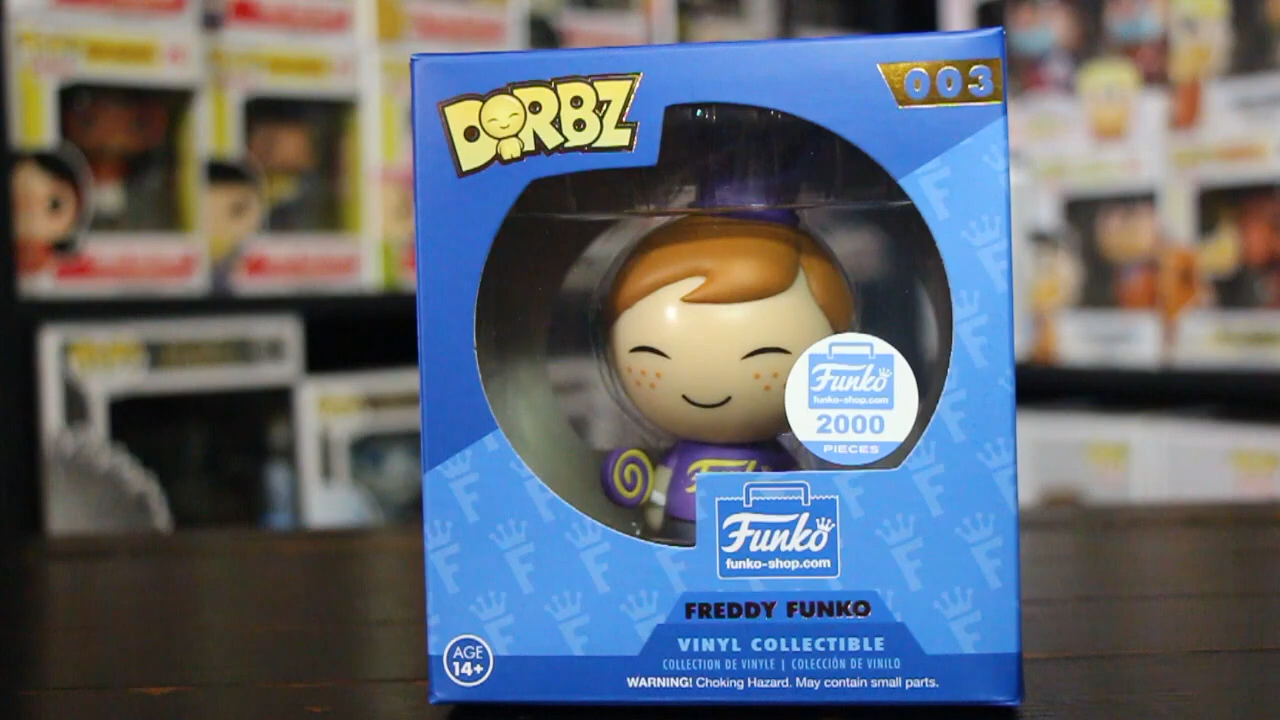 DORBZ
003
Funko
funko-shop.com
2000
PIECES
Funko
funko-shop.com
FREDDY FUNKO
VINYL COLLECTIBLE
COLLECTION DE VINYLE | COLECCIÓN DE VINILO
WARNING! Choking Hazard. May contain small parts.
AGE
14+